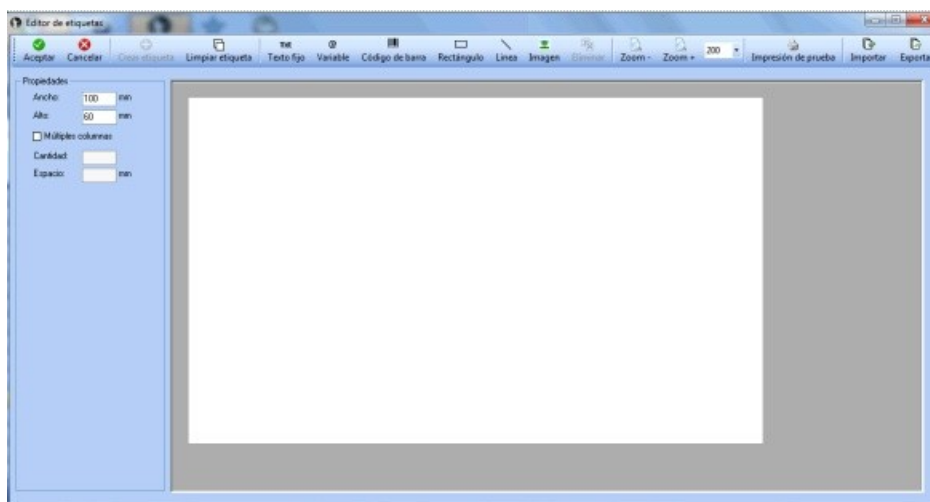 Editor de etiquetas
Aceptar Cancelar Crear etiqueta Limpiar etiqueta Texto fijo Variable Código de barra Rectángulo Linea Imagen Eliminar Zoom - Zoom + 200 Impresión de prueba Importar Exporta
Propiedades
Ancho: 100 mm
Alto: 60 mm
Múltiples columnas
Cantidad:
Espacio: mm